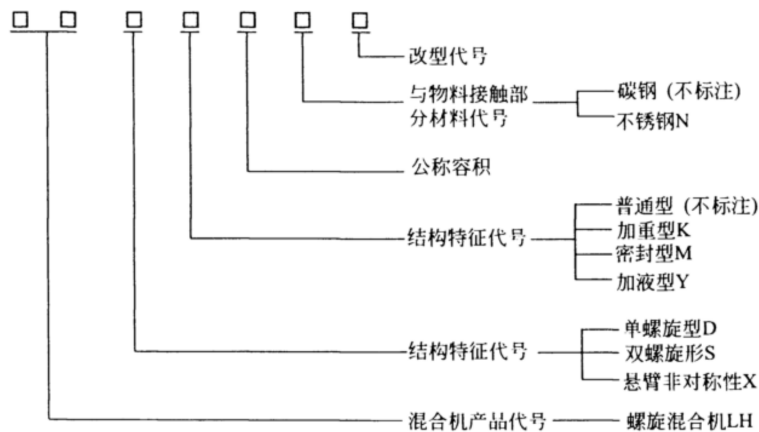 改型代号
与物料接触部
分材料代号
碳钢 (不标注)
不锈钢N
公称容积
结构特征代号
普通型 (不标注)
加重型K
密封型M
加液型Y
结构特征代号
单螺旋型D
双螺旋形S
悬臂非对称性X
混合机产品代号
螺旋混合机LH